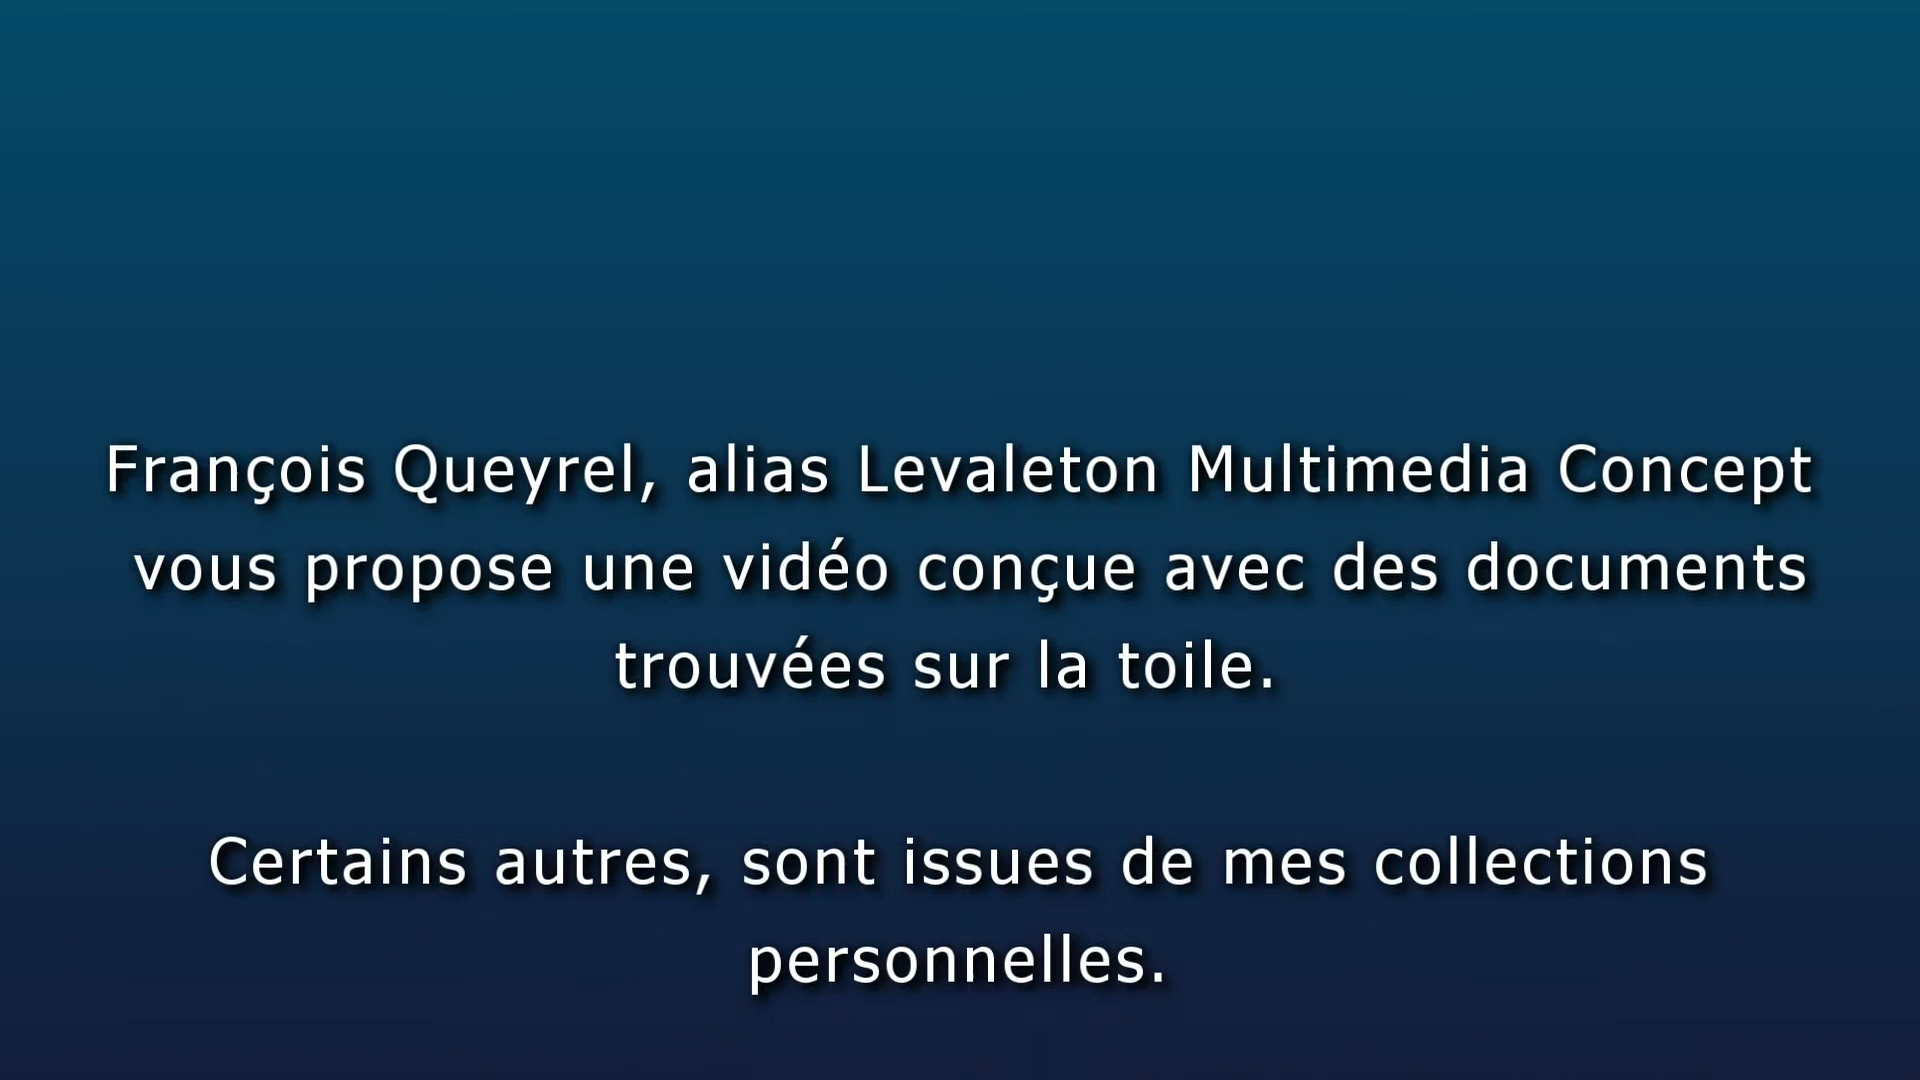 François Queyrel, alias Levaleton Multimedia Concept
vous propose une vidéo conçue avec des documents
trouvées sur la toile.
Certains autres, sont issues de mes collections
personnelles.